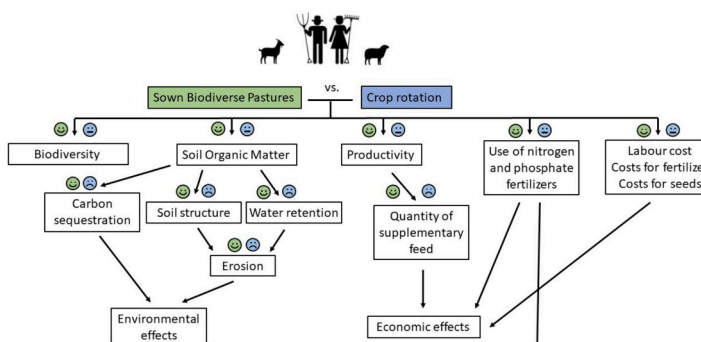 vs.
Sown Biodiverse Pastures
Crop rotation
Biodiversity
Soil Organic Matter
Productivity
Use of nitrogen
and phosphate
fertilizers
Labour cost
Costs for fertilize
Costs for seeds
Carbon
sequestration
Soil structure
Water retention
Quantity of
supplementary
feed
Erosion
Environmental
effects
Economic effects